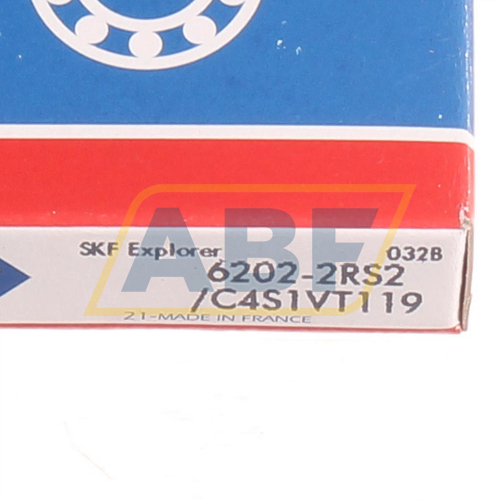 SKF Explorer 032B
6202-2RS2
/C4S1VT119
21-MADE IN FRANCE
ABF